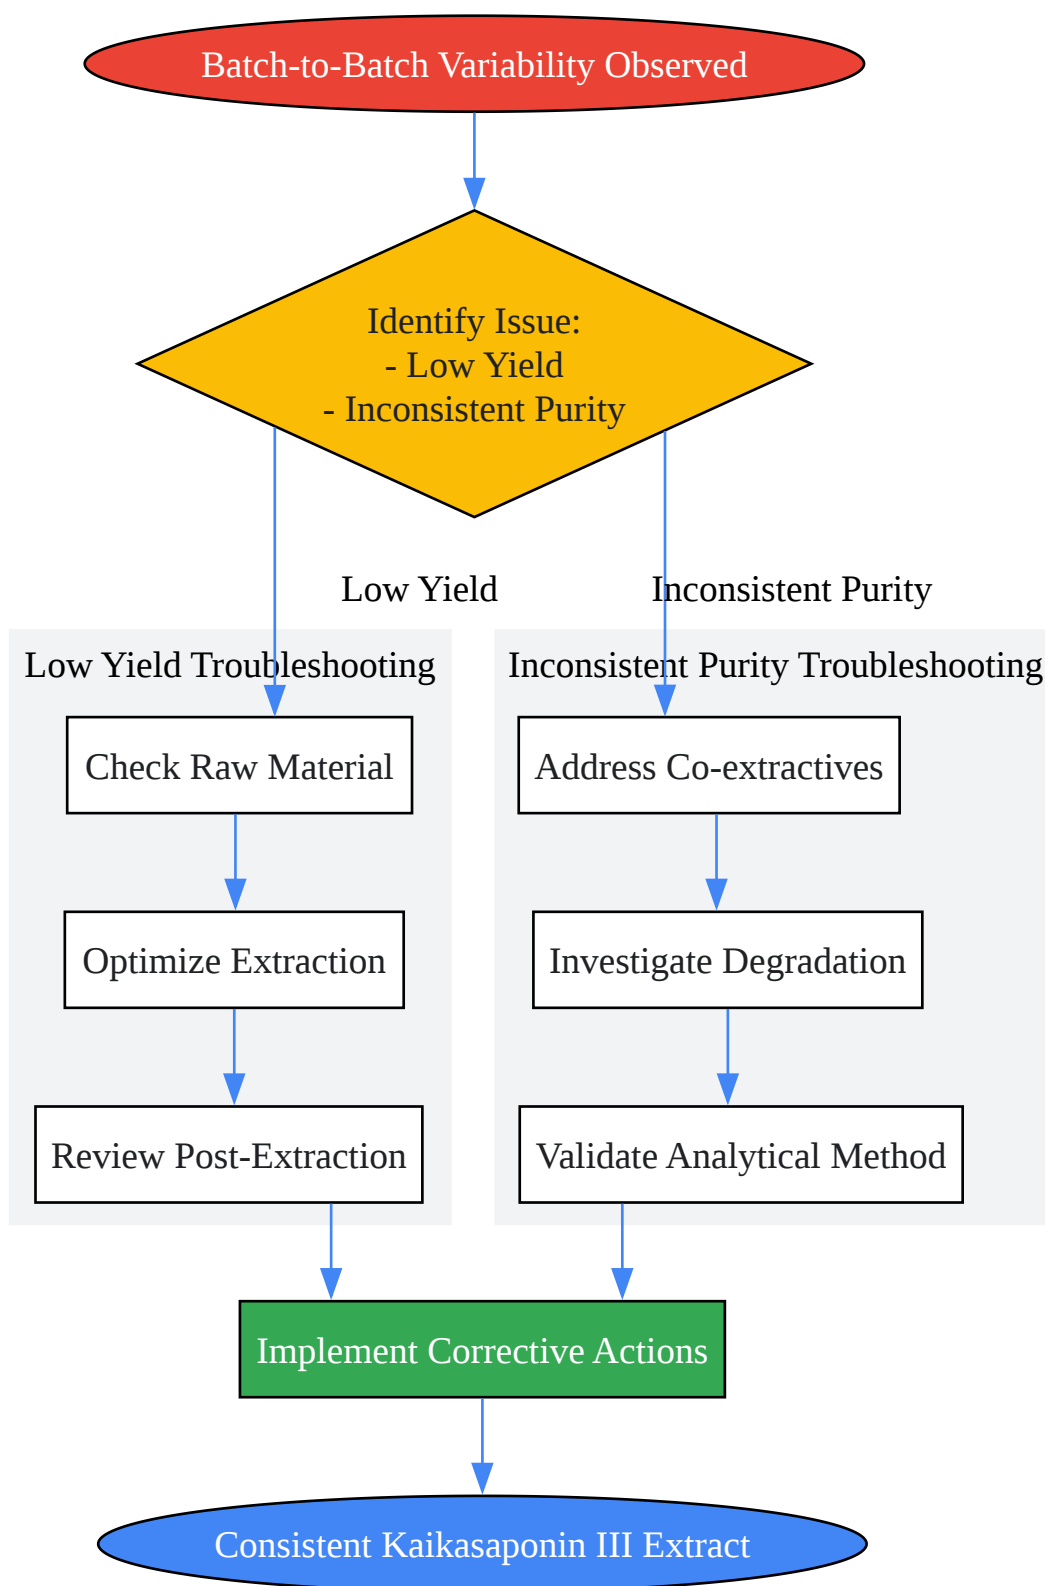 Batch-to-Batch Variability Observed
Identify Issue:
- Low Yield
- Inconsistent Purity
Low Yield
Inconsistent Purity
Low Yield Troubleshooting
Inconsistent Purity Troubleshooting
Check Raw Material
Address Co-extractives
Optimize Extraction
Investigate Degradation
Review Post-Extraction
Validate Analytical Method
Implement Corrective Actions
Consistent Kaikasaponin III Extract